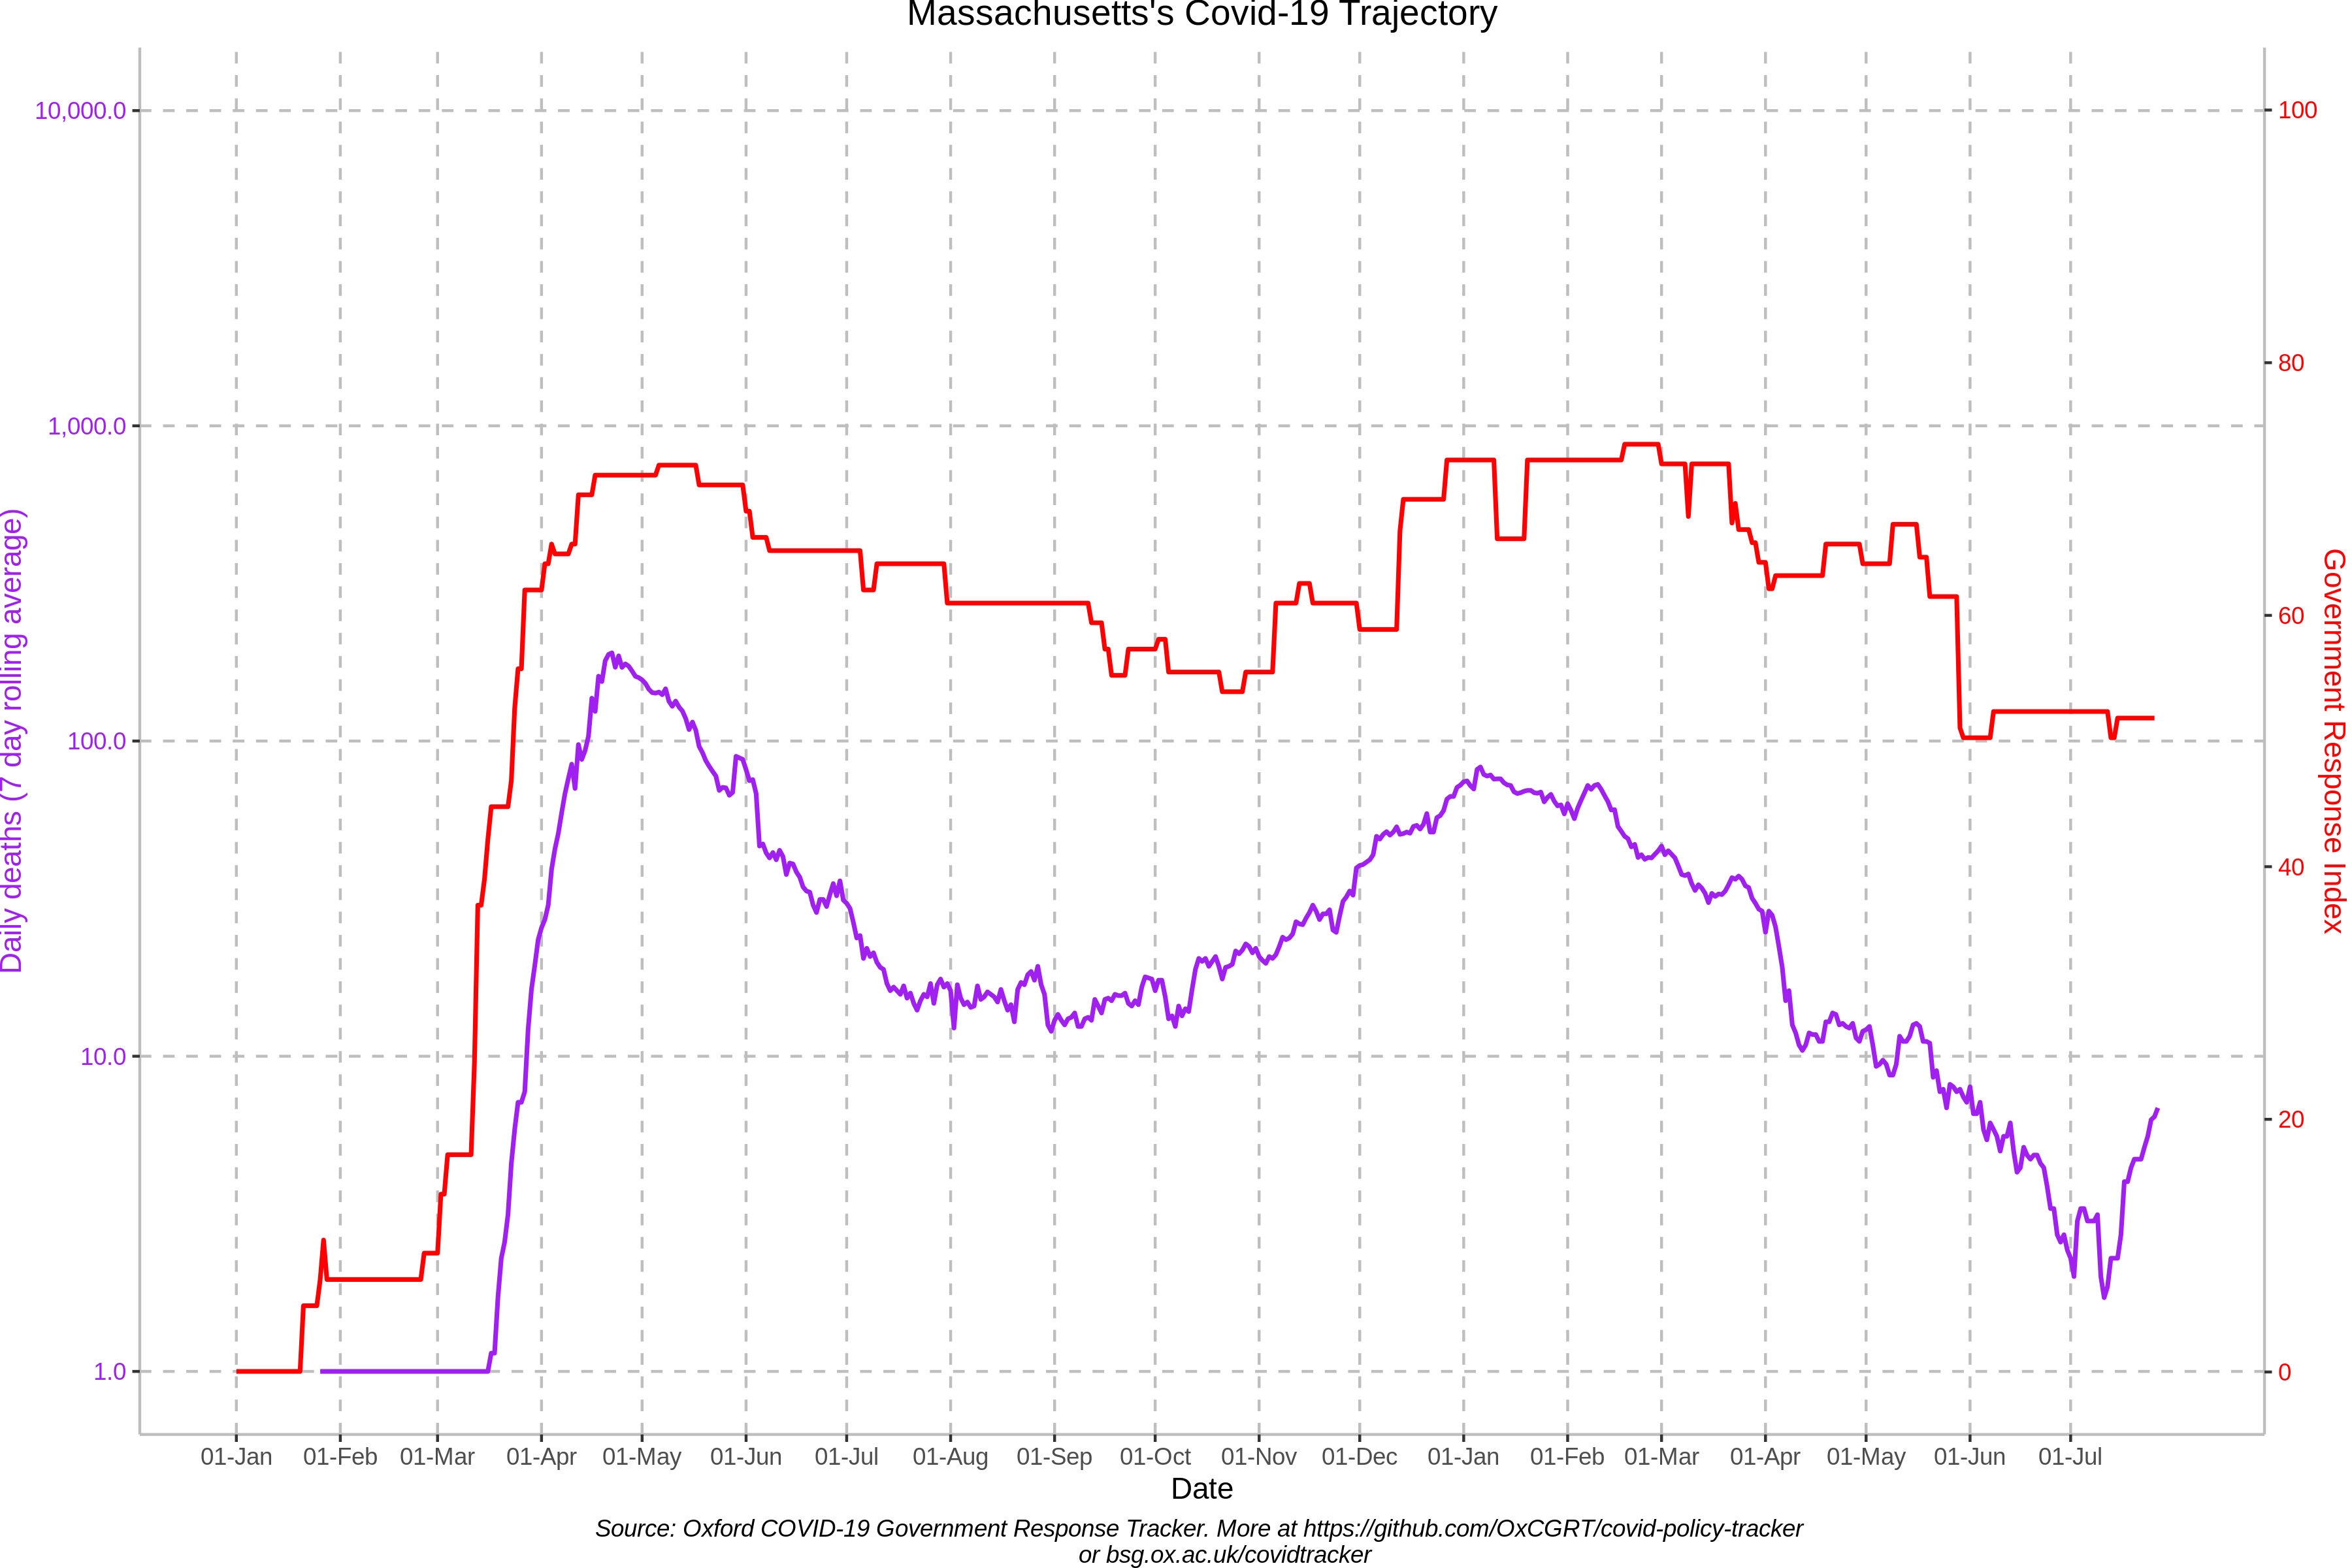 Massachusetts's Covid-19 Trajectory
10,000.0
1,000.0
100.0
10.0
1.0
Daily deaths (7 day rolling average)
100
80
60
40
20
0
Government Response Index
01-Jan 01-Feb 01-Mar 01-Apr 01-May 01-Jun 01-Jul 01-Aug 01-Sep 01-Oct 01-Nov 01-Dec 01-Jan 01-Feb 01-Mar 01-Apr 01-May 01-Jun 01-Jul
Date
Source: Oxford COVID-19 Government Response Tracker. More at https://github.com/OxCGRT/covid-policy-tracker
or bsg.ox.ac.uk/covidtracker